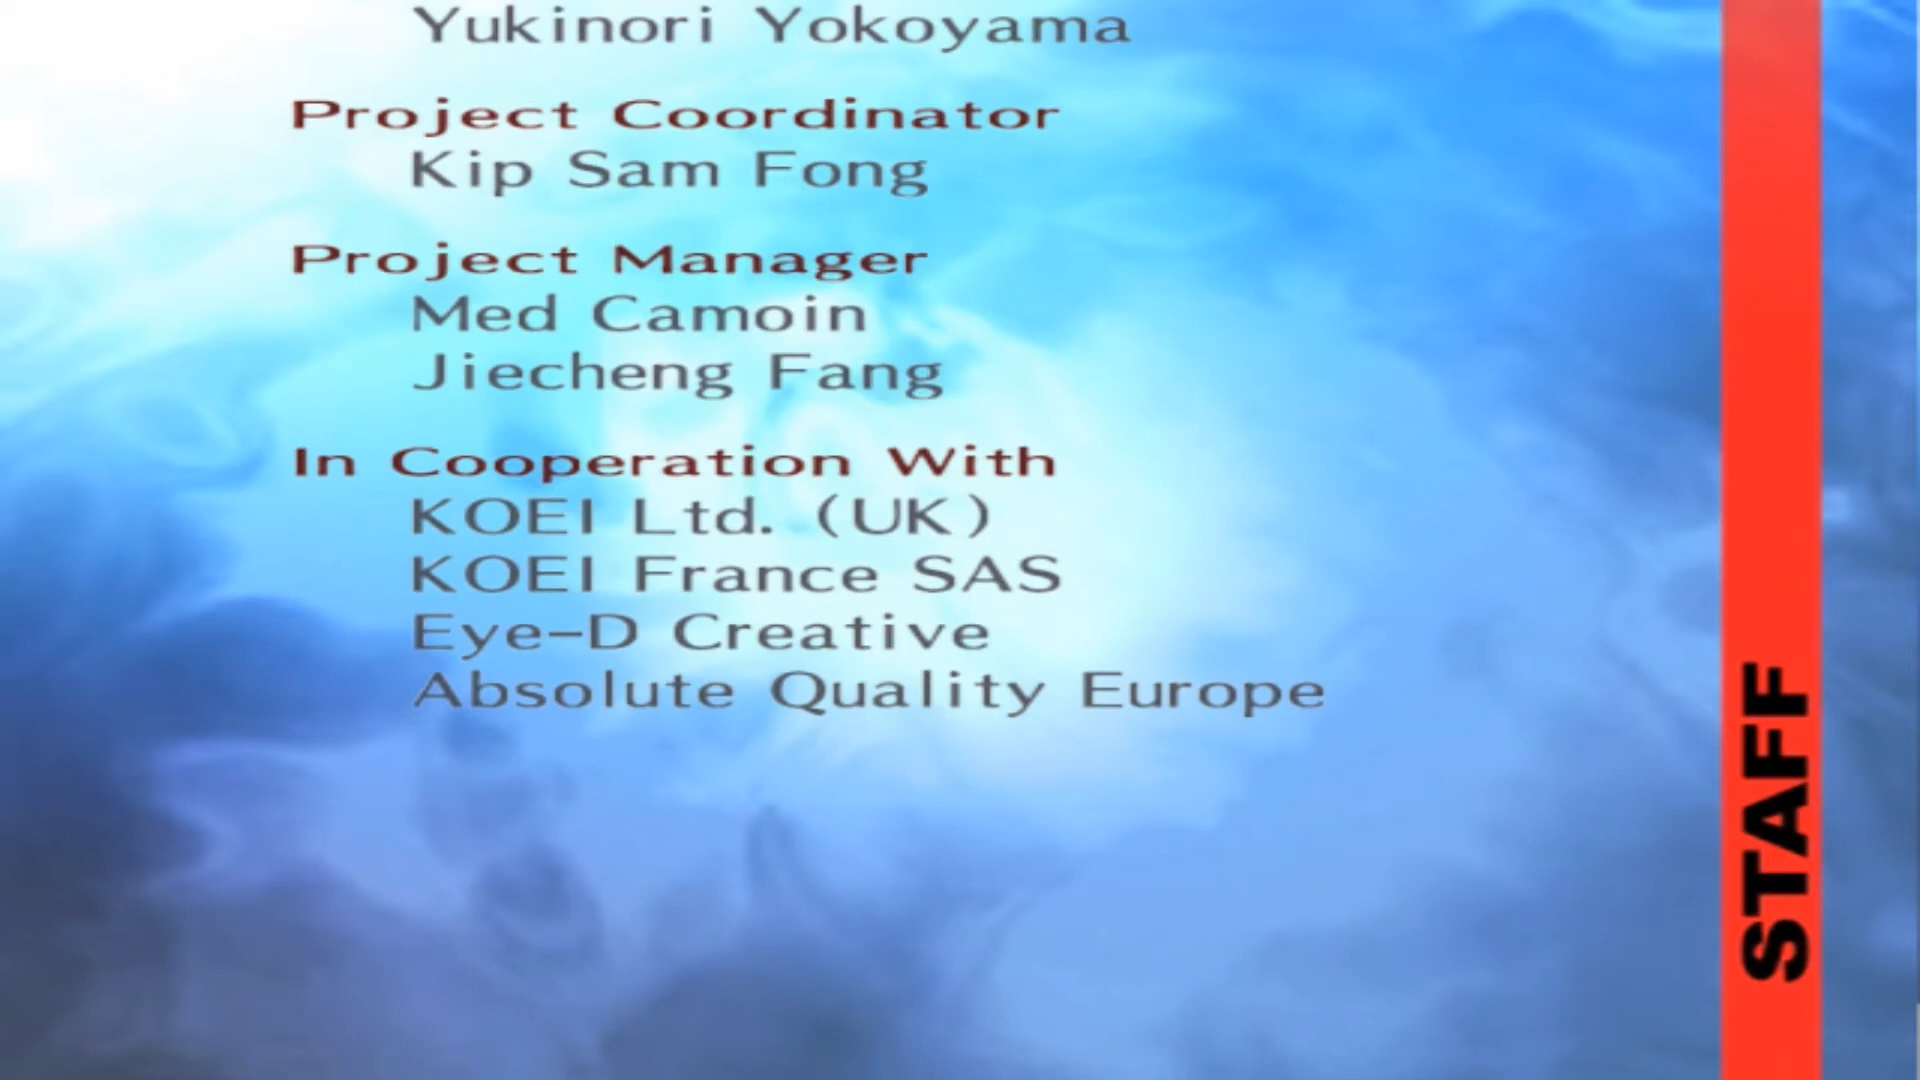 Yukinori Yokoyama
Project Coordinator
Kip Sam Fong
Project Manager
Med Camoin
Jiecheng Fang
In Cooperation With
KOEI Ltd. (UK)
KOEI France SAS
Eye-D Creative
Absolute Quality Europe
STAFF